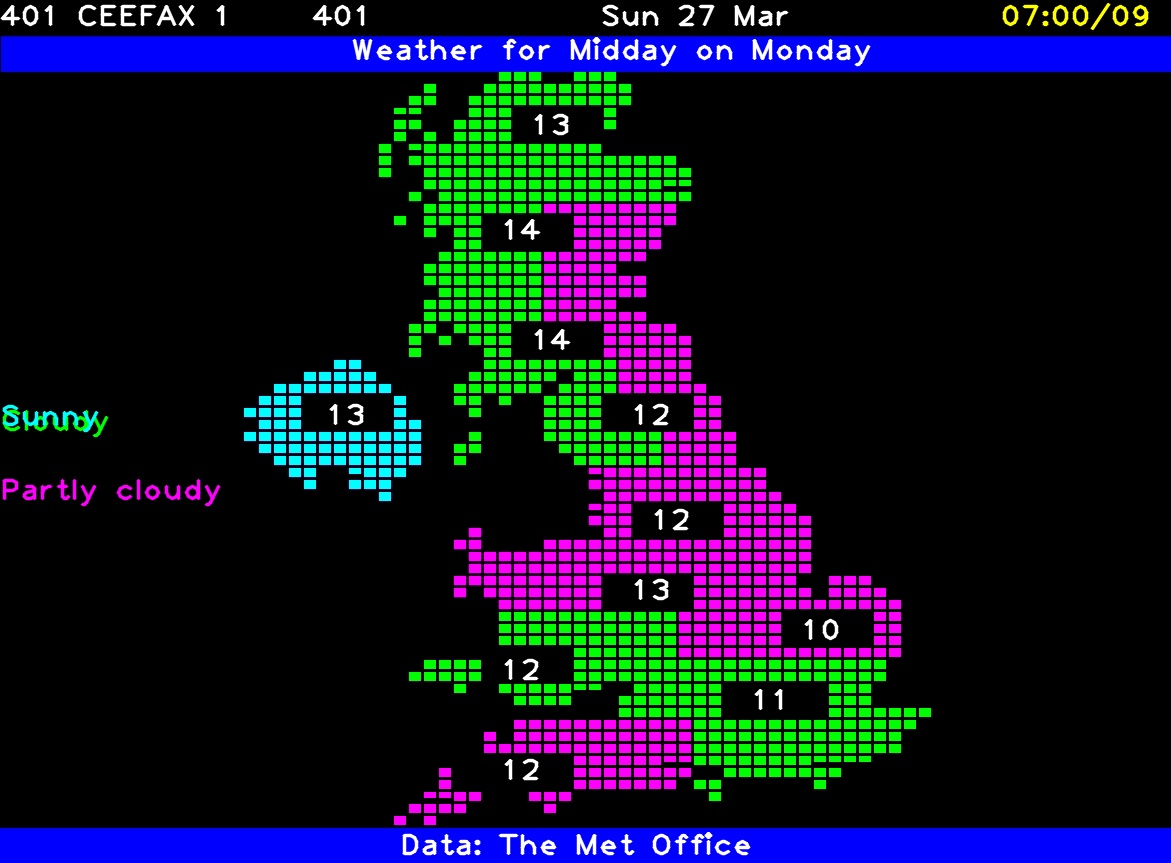 401 CEEFAX 1 401 Sun 27 Mar 07:00/09
Weather for Midday on Monday
13
14
14
Sunny
Cloudy
13
12
Partly cloudy
12
13
10
12
11
12
Data: The Met Office